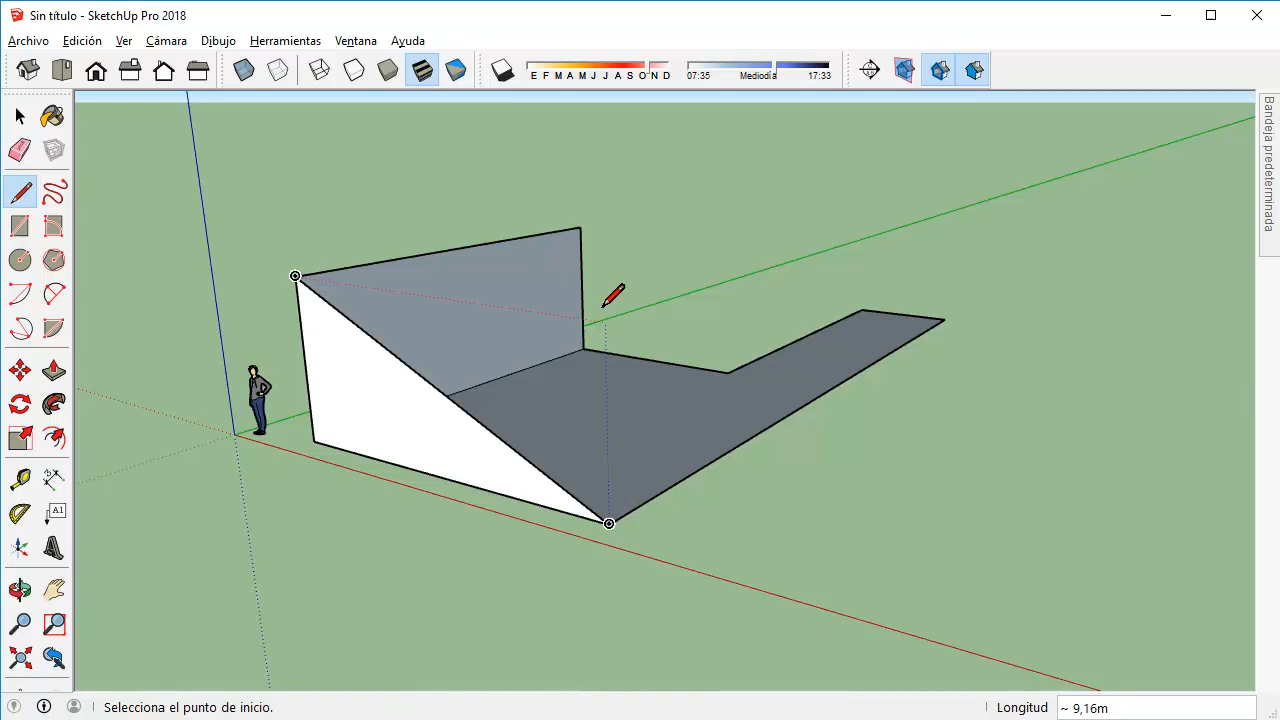 Sin título - SketchUp Pro 2018
Archivo Edición Ver Cámara Dibujo Herramientas Ventana Ayuda
E F M A M J J A S O N D 07:35 Mediodía 17:33
A1
Bandeja predeterminada
Selecciona el punto de inicio. Longitud ~ 9,16m